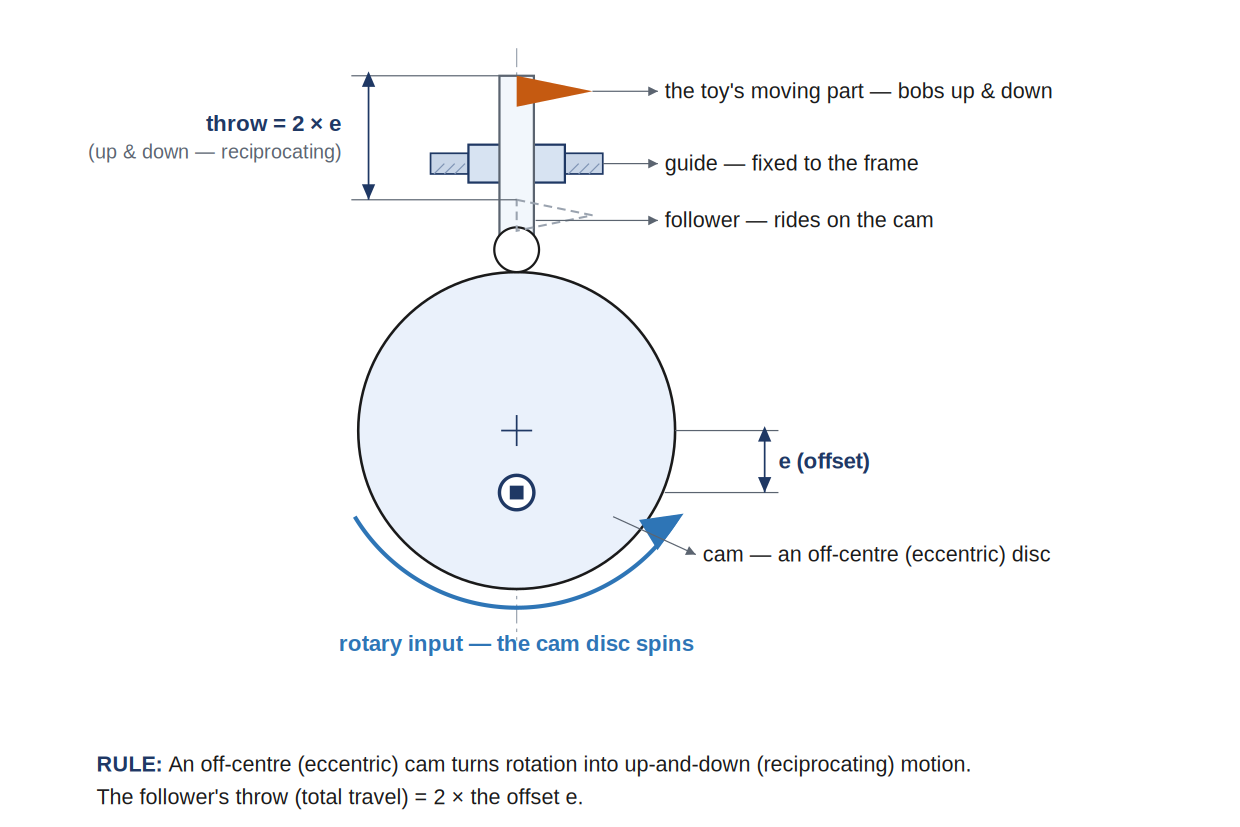 the toy's moving part — bobs up & down
throw = 2 × e
(up & down — reciprocating)
guide — fixed to the frame
follower — rides on the cam
e (offset)
cam — an off-centre (eccentric) disc
rotary input — the cam disc spins
RULE: An off-centre (eccentric) cam turns rotation into up-and-down (reciprocating) motion.
The follower's throw (total travel) = 2 × the offset e.